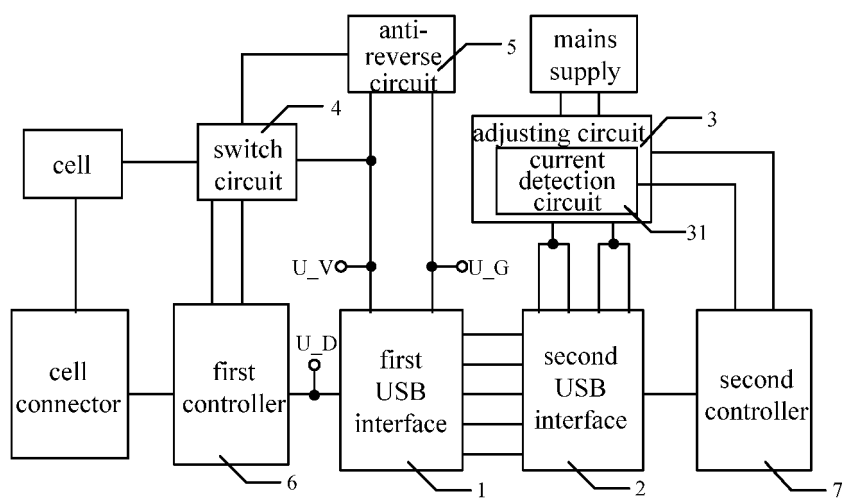 anti-
reverse
circuit
5
mains
supply
4
3
adjusting circuit
current
detection
circuit
31
cell
switch
circuit
U_V
U_G
U_D
cell
connector
first
controller
first
USB
interface
second
USB
interface
second
controller
6
1
2
7